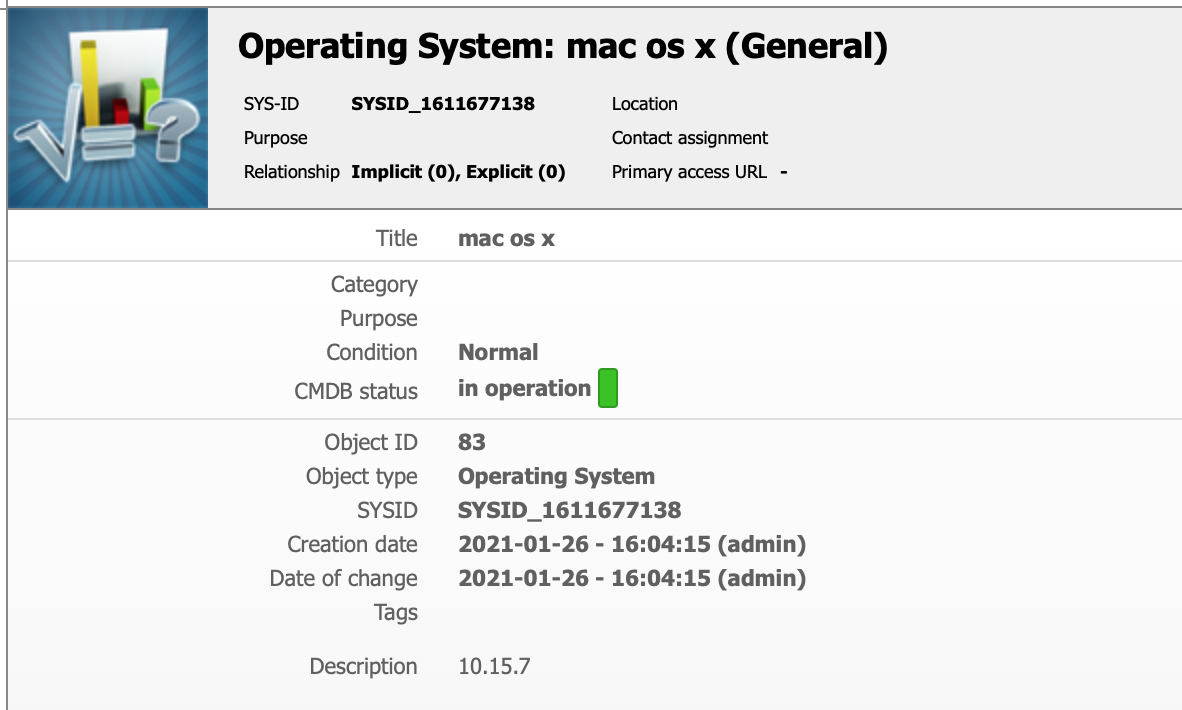 Operating System: mac os x (General)
SYS-ID SYSID_1611677138 Location
Purpose Contact assignment
Relationship Implicit (0), Explicit (0) Primary access URL -
Title mac os x
Category
Purpose
Condition Normal
CMDB status in operation
Object ID 83
Object type Operating System
SYSID SYSID_1611677138
Creation date 2021-01-26 - 16:04:15 (admin)
Date of change 2021-01-26 - 16:04:15 (admin)
Tags
Description 10.15.7